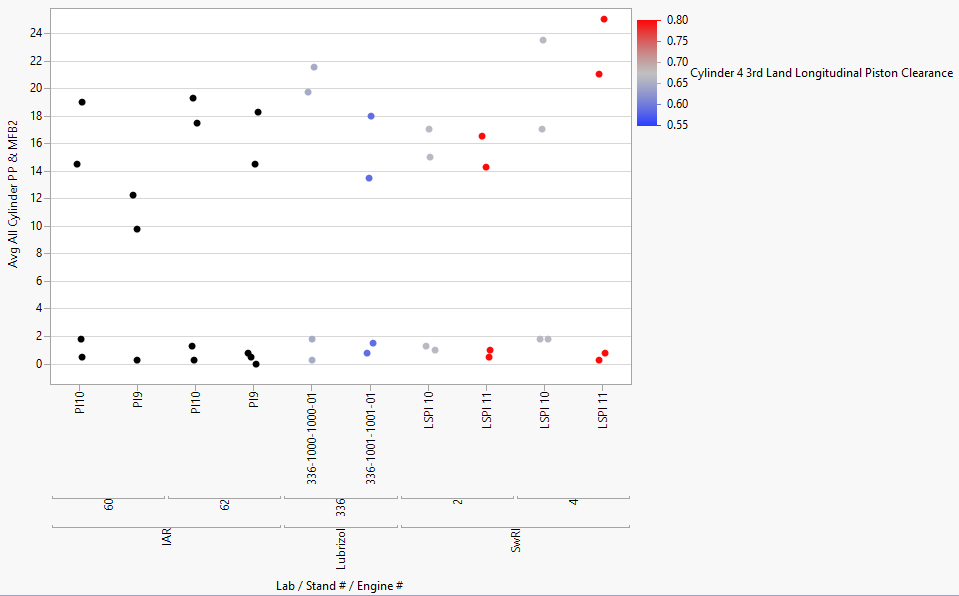 Avg All Cylinder PP & MFB2
24
22
20
18
16
14
12
10
8
6
4
2
0
0.80
0.75
0.70
0.65
0.60
0.55
Cylinder 4 3rd Land Longitudinal Piston Clearance
PI10
PI9
PI10
PI9
336-1000-1000-01
336-1001-1001-01
LSPI 10
LSPI 11
LSPI 10
LSPI 11
60
62
336
2
4
IAR
Lubrizol
SwRI
Lab / Stand # / Engine #